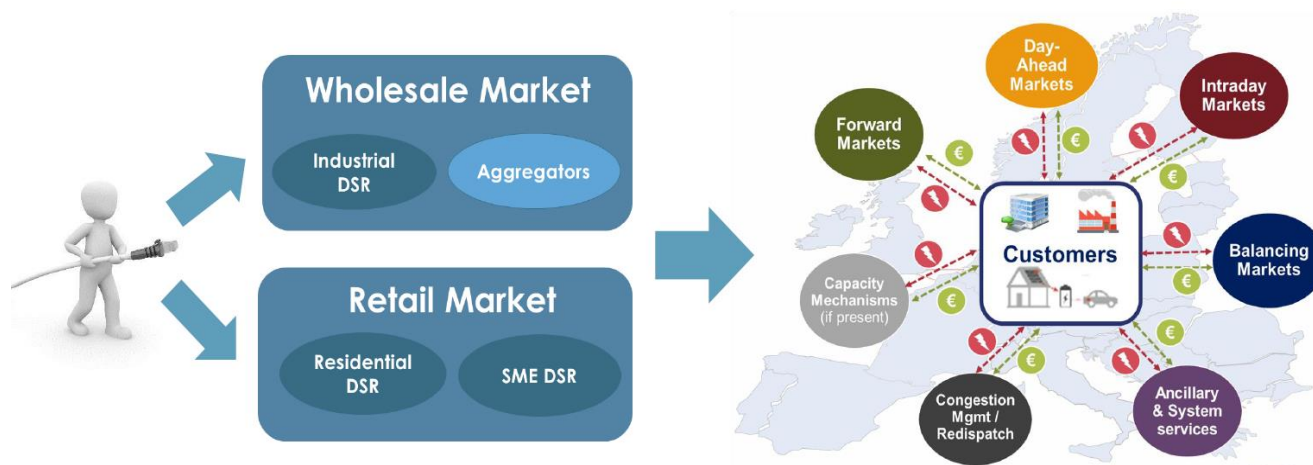 Wholesale Market
Industrial
DSR
Aggregators
Retail Market
Residential
DSR
SME DSR
Day-
Ahead
Markets
Intraday
Markets
Forward
Markets
€
€
€
Customers
Balancing
Markets
€
Capacity
Mechanisms
(if present)
€
€
€
Congestion
Mgmt /
Redispatch
Ancillary
& System
services